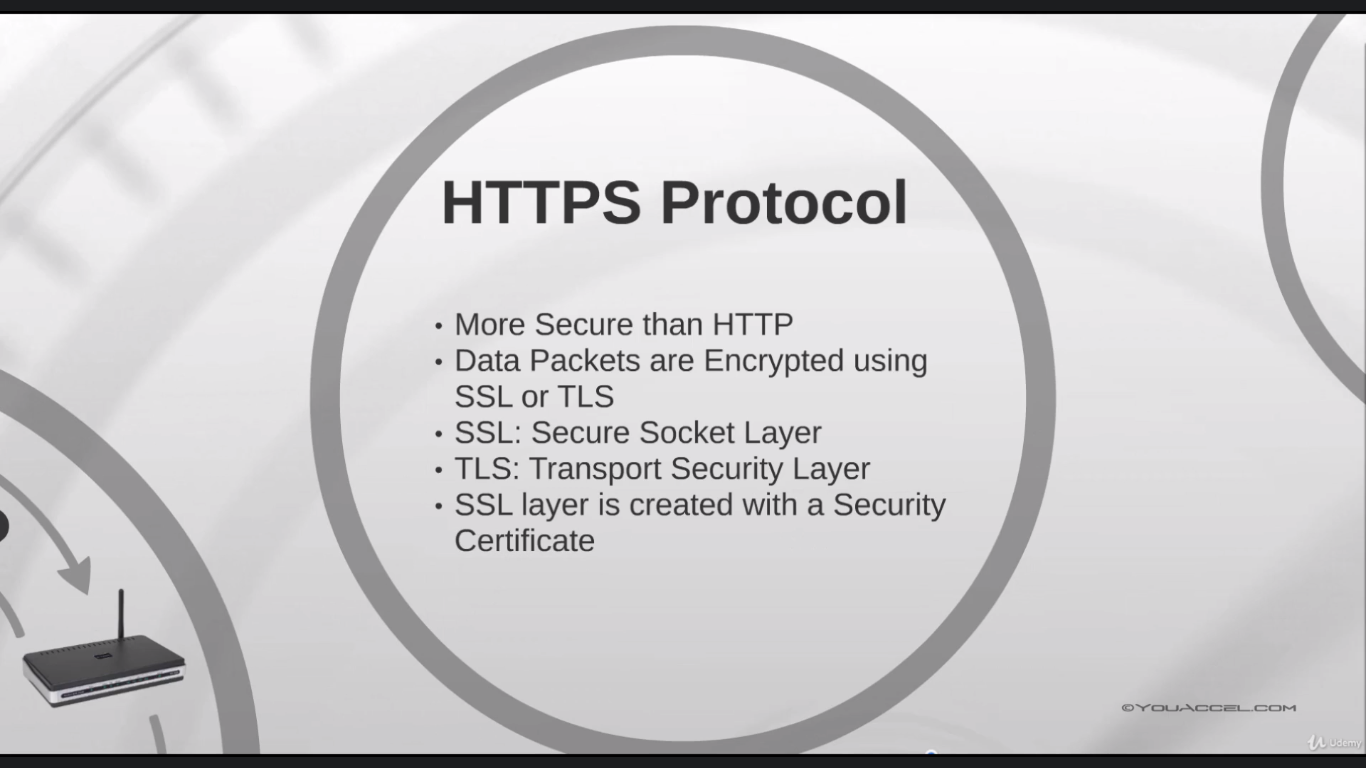 HTTPS Protocol
• More Secure than HTTP
• Data Packets are Encrypted using
SSL or TLS
• SSL: Secure Socket Layer
• TLS: Transport Security Layer
• SSL layer is created with a Security
Certificate
©YOUACCEL.COM
Udemy